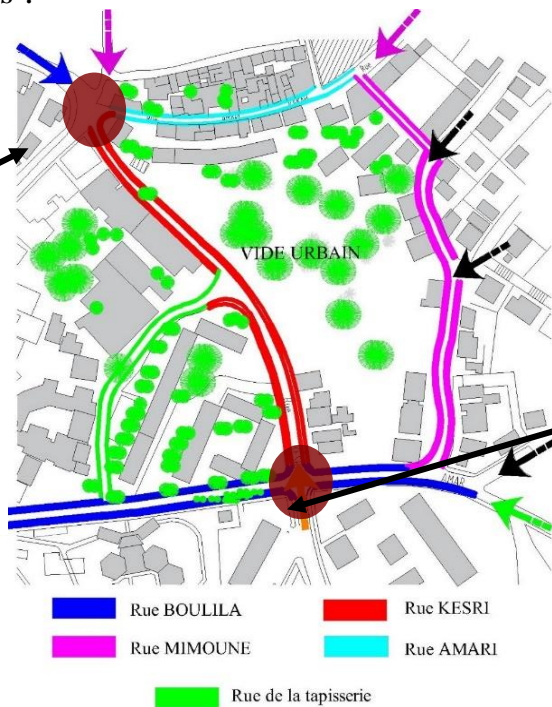 VIDE URBAIN
AMAR
Rue BOULILA
Rue KESRI
Rue MIMOUNE
Rue AMARI
Rue de la tapisserie